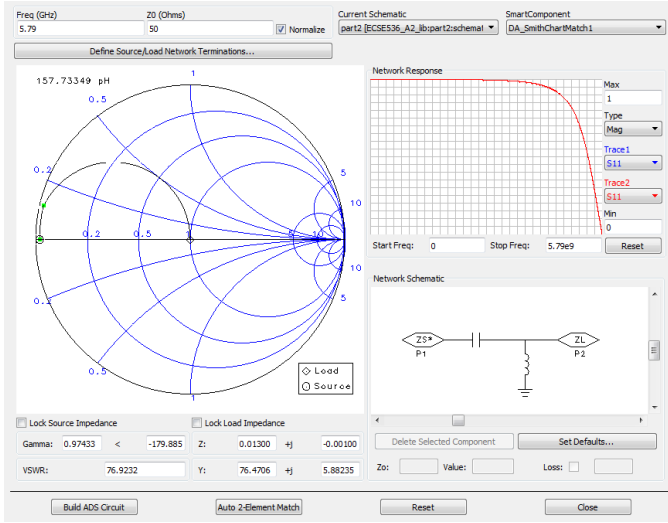 Freq (GHz) Z0 (Ohms)
5.79 50 Normalize
Define Source/Load Network Terminations...
Current Schematic SmartComponent
part2 [ECSE536_A2_lib:part2:schemat DA_SmithChartMatch1
157.73349 pH
1
0.5
0.2 5
10
0.2 0.5 5 10
10
0.2 5
0.5
1
Load
Source
Lock Source Impedance Lock Load Impedance
Gamma: 0.97433 < -179.885 Z: 0.01300 +j -0.00100
VSWR: 76.9232 Y: 76.4706 +j 5.88235
Network Response
Max
1
Type
Mag
Trace1
S11
Trace2
S11
Min
0
Start Freq: 0 Stop Freq: 5.79e9 Reset
Network Schematic
ZS* ZL
P1 P2
Delete Selected Component Set Defaults...
Zo: Value: Loss:
Build ADS Circuit Auto 2-Element Match Reset Close